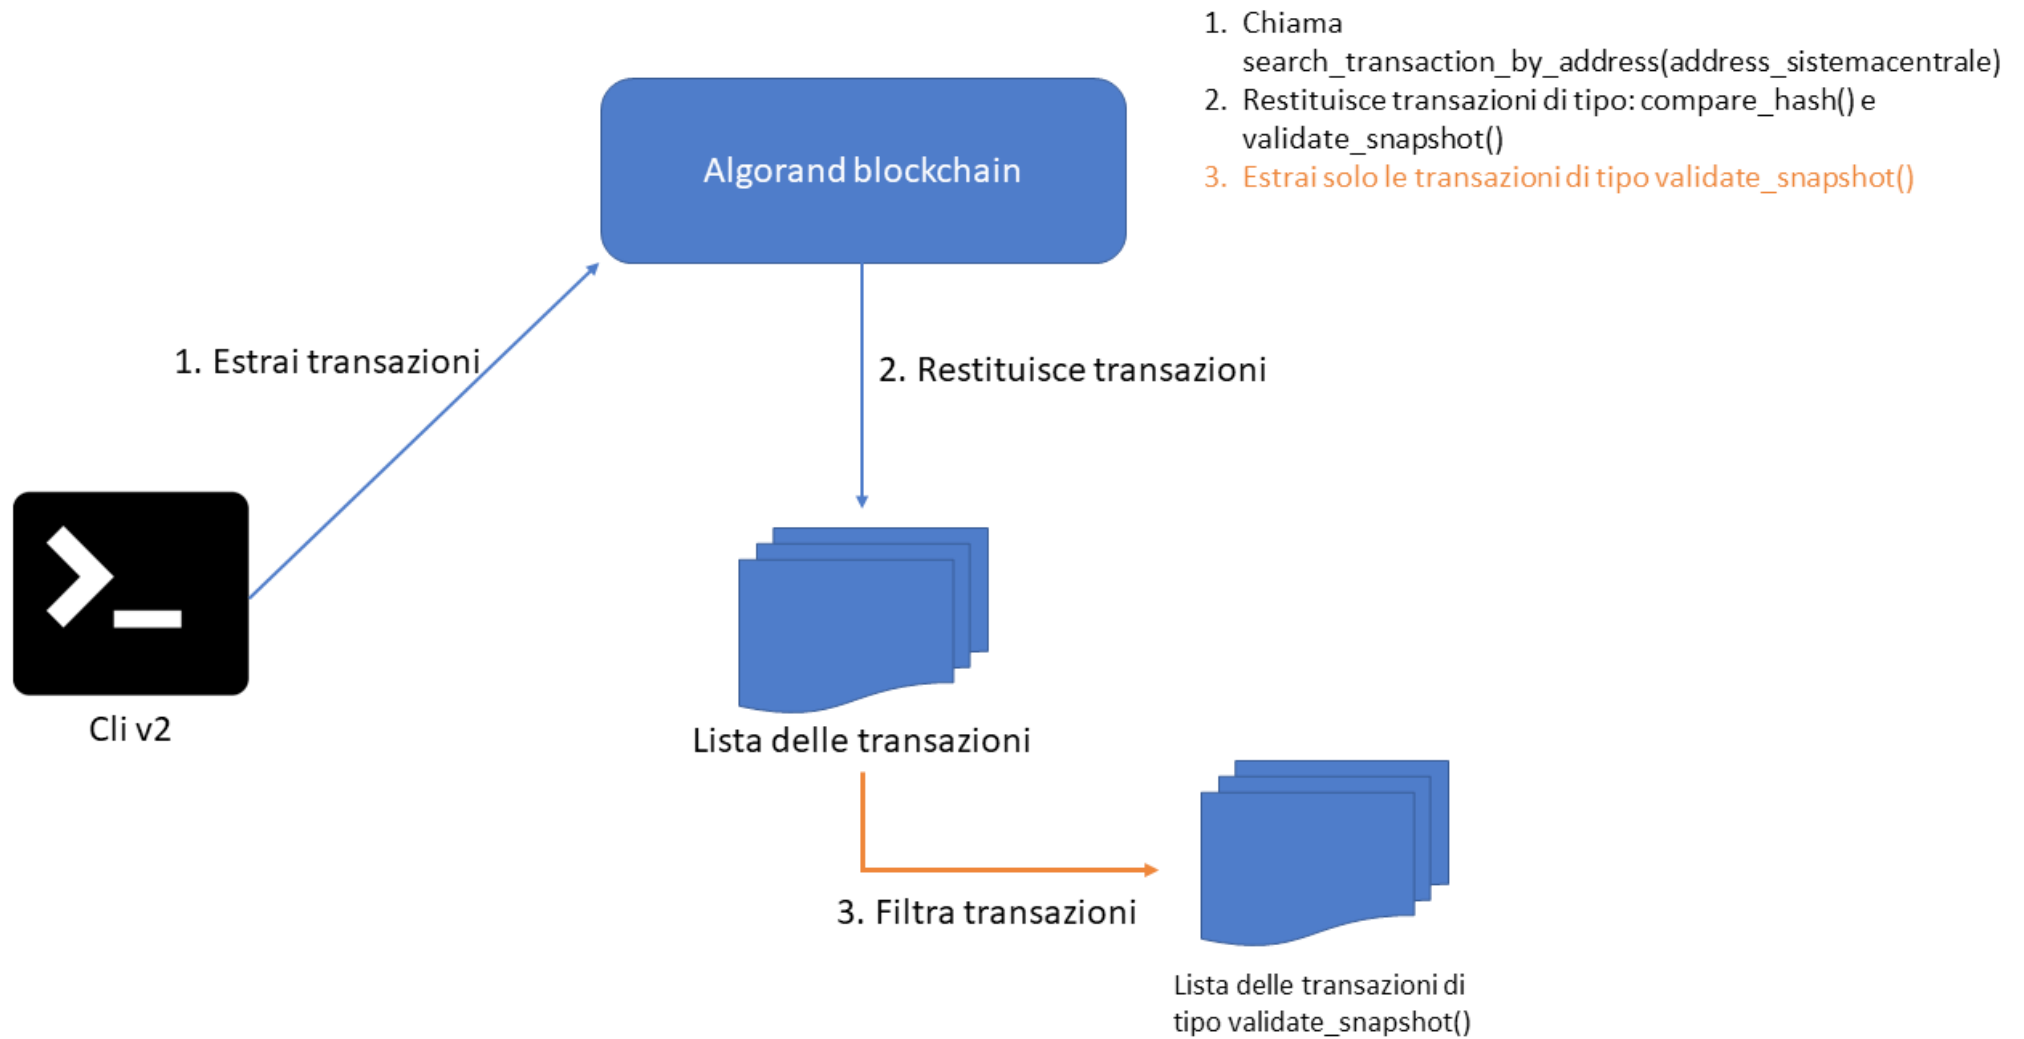 1. Chiama
search_transaction_by_address(address_sistemacentrale)
2. Restituisce transazioni di tipo: compare_hash() e
validate_snapshot()
3. Estrai solo le transazioni di tipo validate_snapshot()
Algorand blockchain
1. Estrai transazioni
2. Restituisce transazioni
Cli v2
Lista delle transazioni
3. Filtra transazioni
Lista delle transazioni di
tipo validate_snapshot()